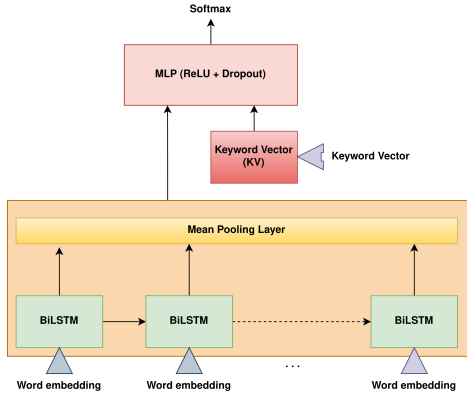 Softmax
MLP (ReLU + Dropout)
Keyword Vector
(KV)
Keyword Vector
Mean Pooling Layer
BiLSTM
BiLSTM
BiLSTM
...
Word embedding
Word embedding
Word embedding